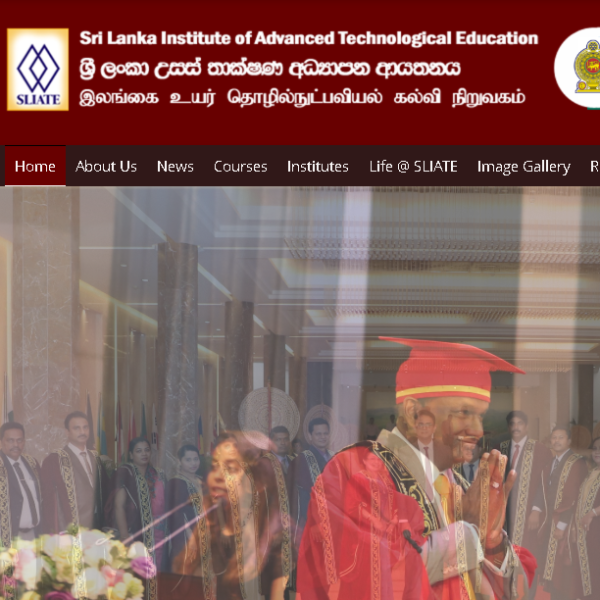 SLIATE
Sri Lanka Institute of Advanced Technological Education
ශ්‍රී ලංකා උසස් තාක්ෂණ අධ්‍යාපන ආයතනය
இலங்கை உயர் தொழில்நுட்பவியல் கல்வி நிறுவகம்
Home About Us News Courses Institutes Life @ SLIATE Image Gallery R